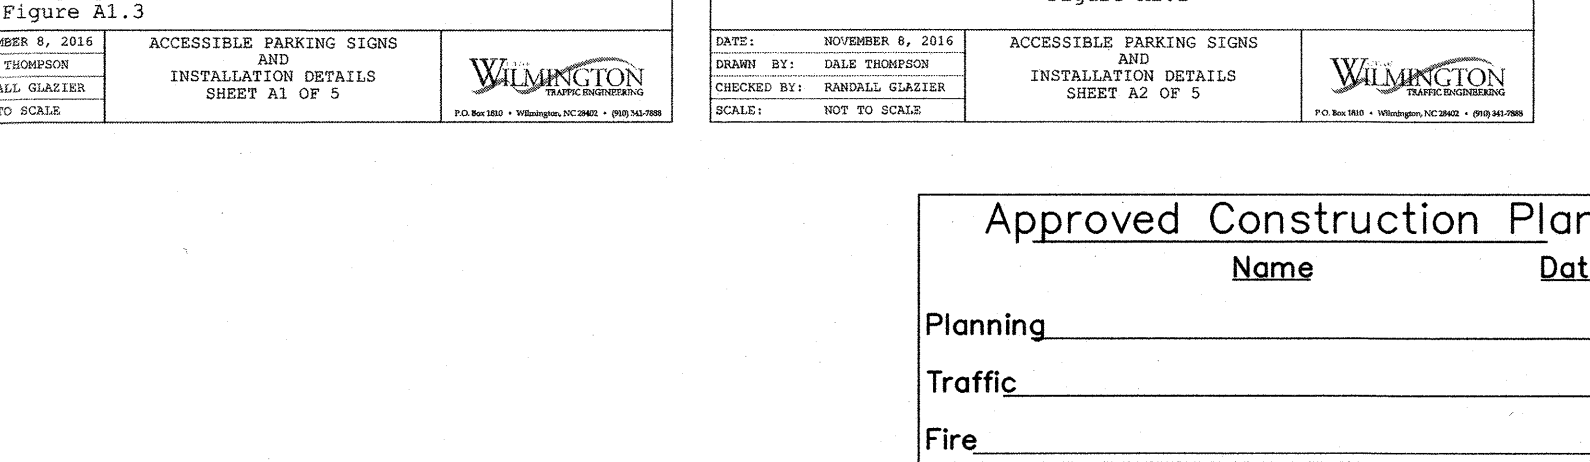 Figure A1.3
MBER 8, 2016
THOMPSON
ALL GLAZIER
TO SCALE
ACCESSIBLE PARKING SIGNS
AND
INSTALLATION DETAILS
SHEET A1 OF 5
WILMINGTON
TRAFFIC ENGINEERING
P.O. Box 1810 • Wilmington, NC 28402 • (910) 341-7888
DATE: NOVEMBER 8, 2016
DRAWN BY: DALE THOMPSON
CHECKED BY: RANDALL GLAZIER
SCALE: NOT TO SCALE
ACCESSIBLE PARKING SIGNS
AND
INSTALLATION DETAILS
SHEET A2 OF 5
WILMINGTON
TRAFFIC ENGINEERING
P.O. Box 1810 • Wilmington, NC 28402 • (910) 341-7888
Approved Construction Plan
Name Dat
Planning
Traffic
Fire